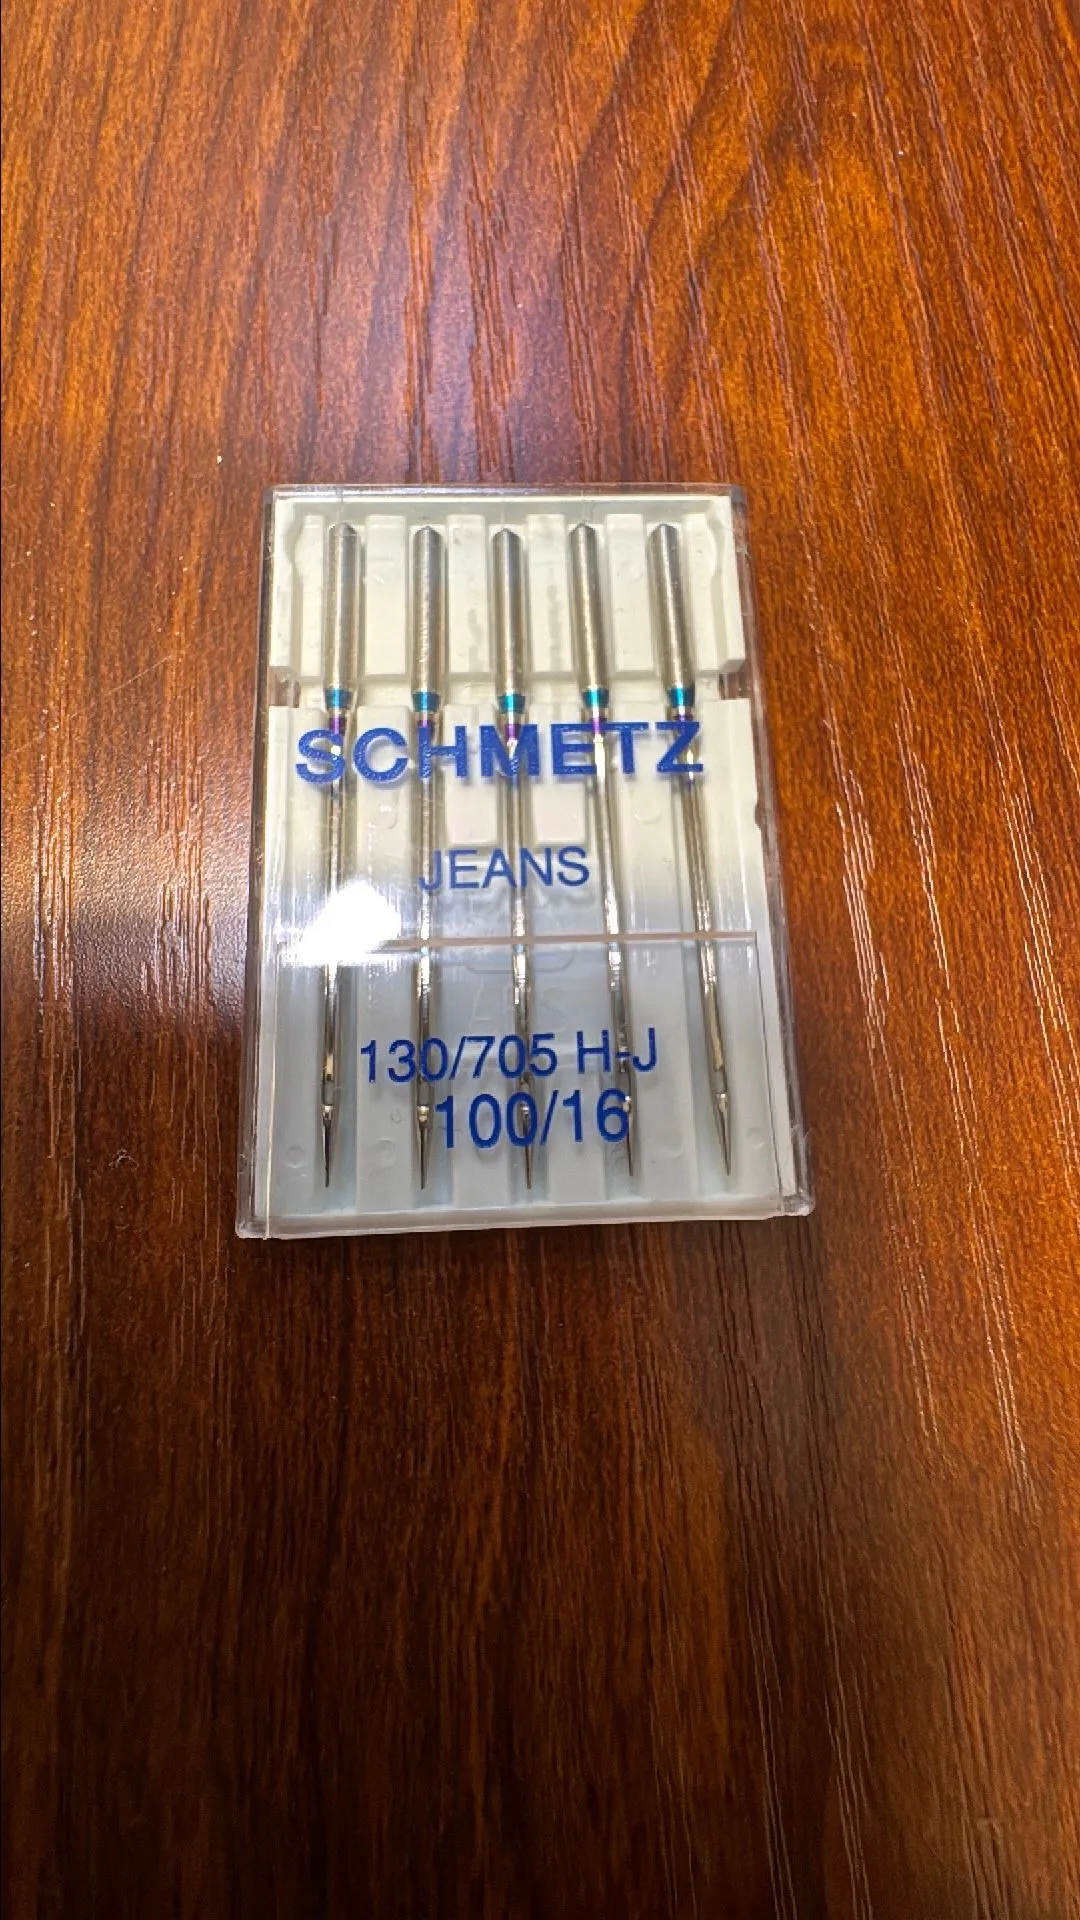 SCHMETZ
JEANS
130/705 H-J
100/16